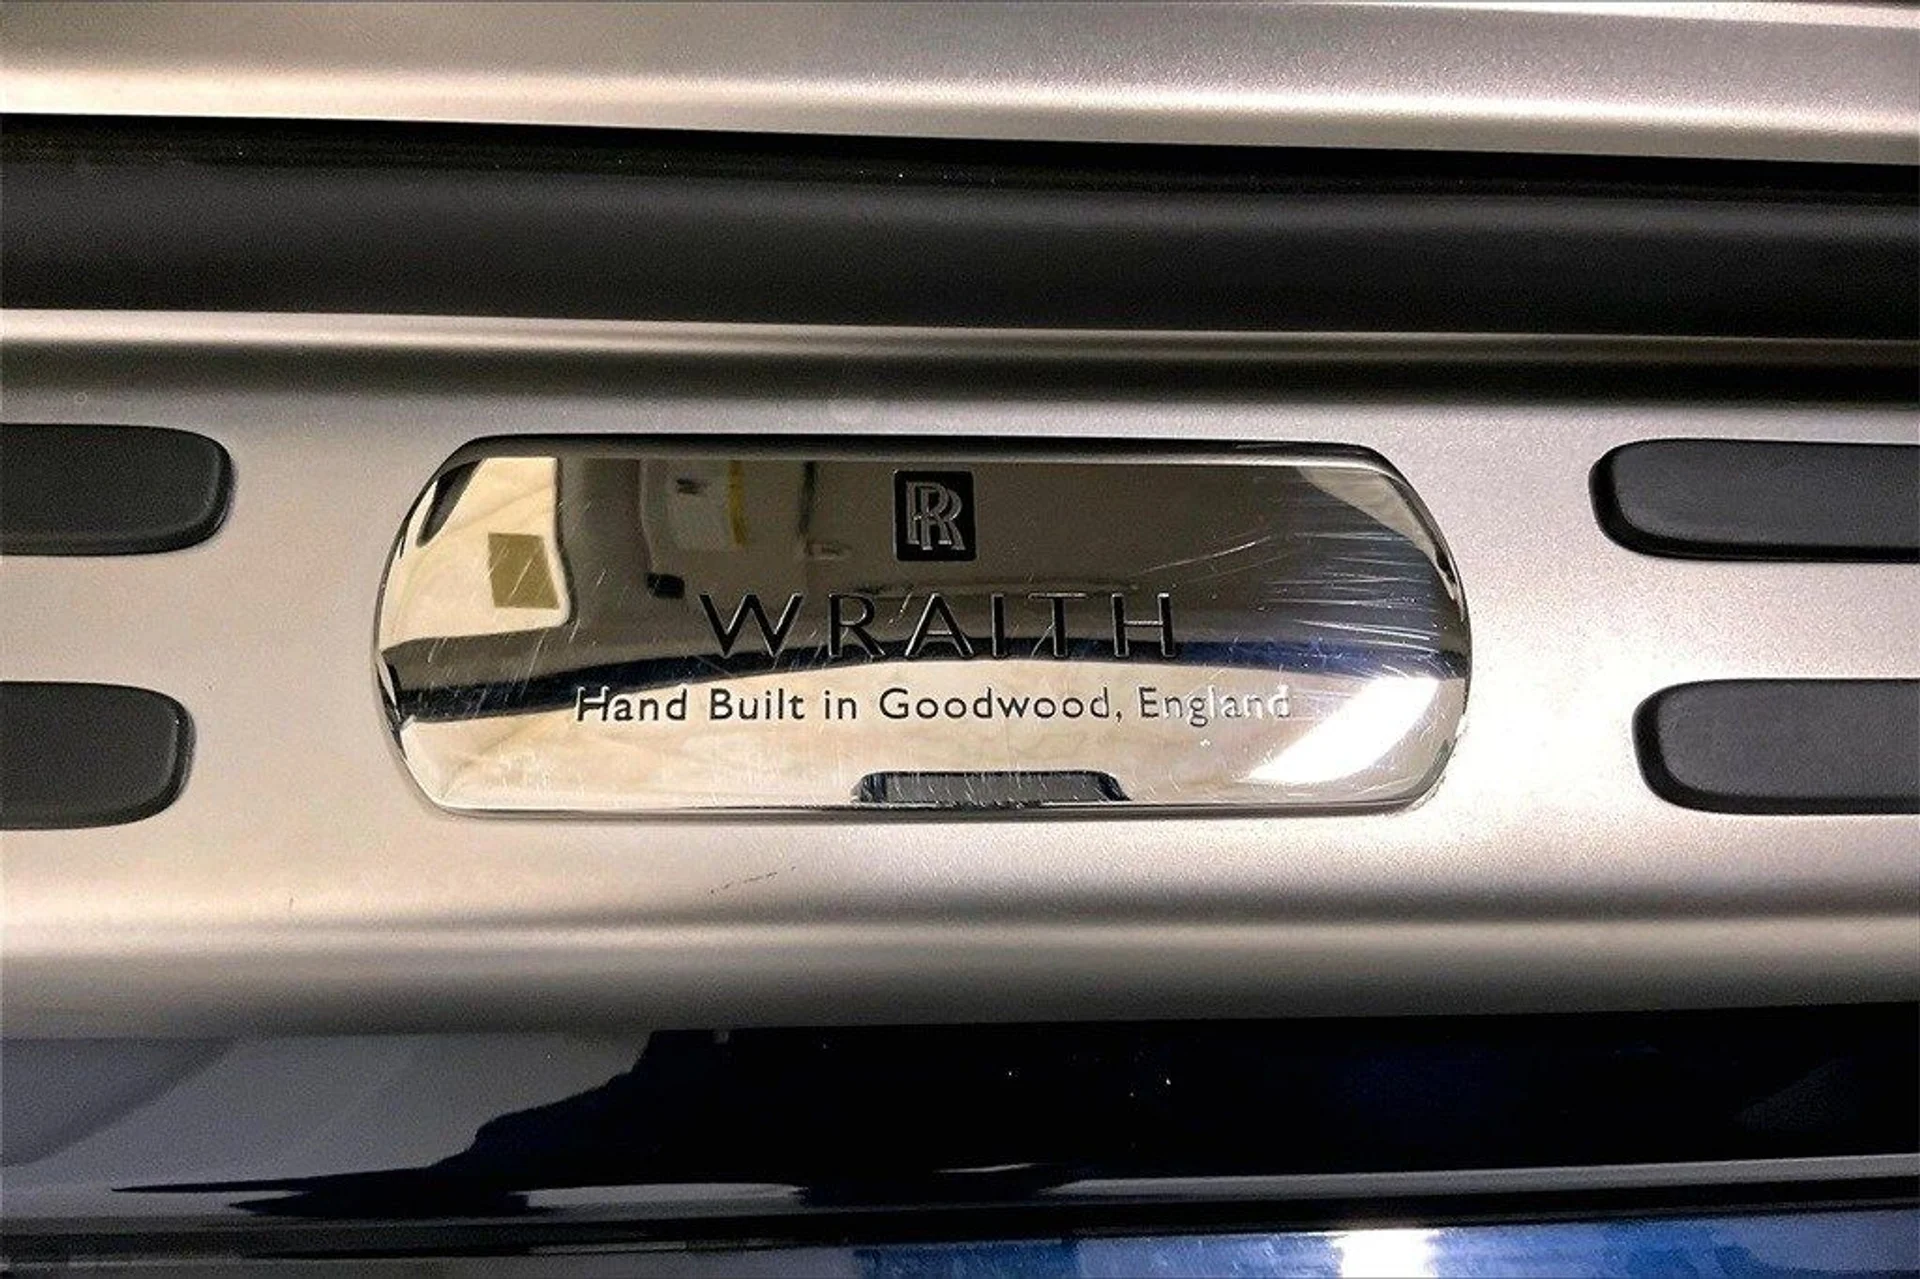 RR
WRAITH
Hand Built in Goodwood, England